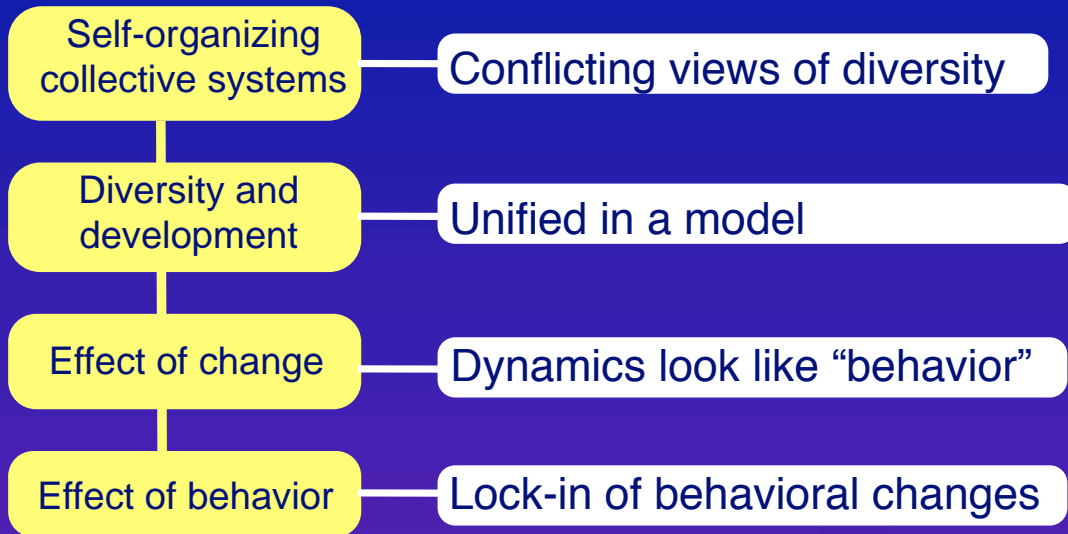 Self-organizing
collective systems
Conflicting views of diversity
Diversity and
development
Unified in a model
Effect of change
Dynamics look like “behavior”
Effect of behavior
Lock-in of behavioral changes